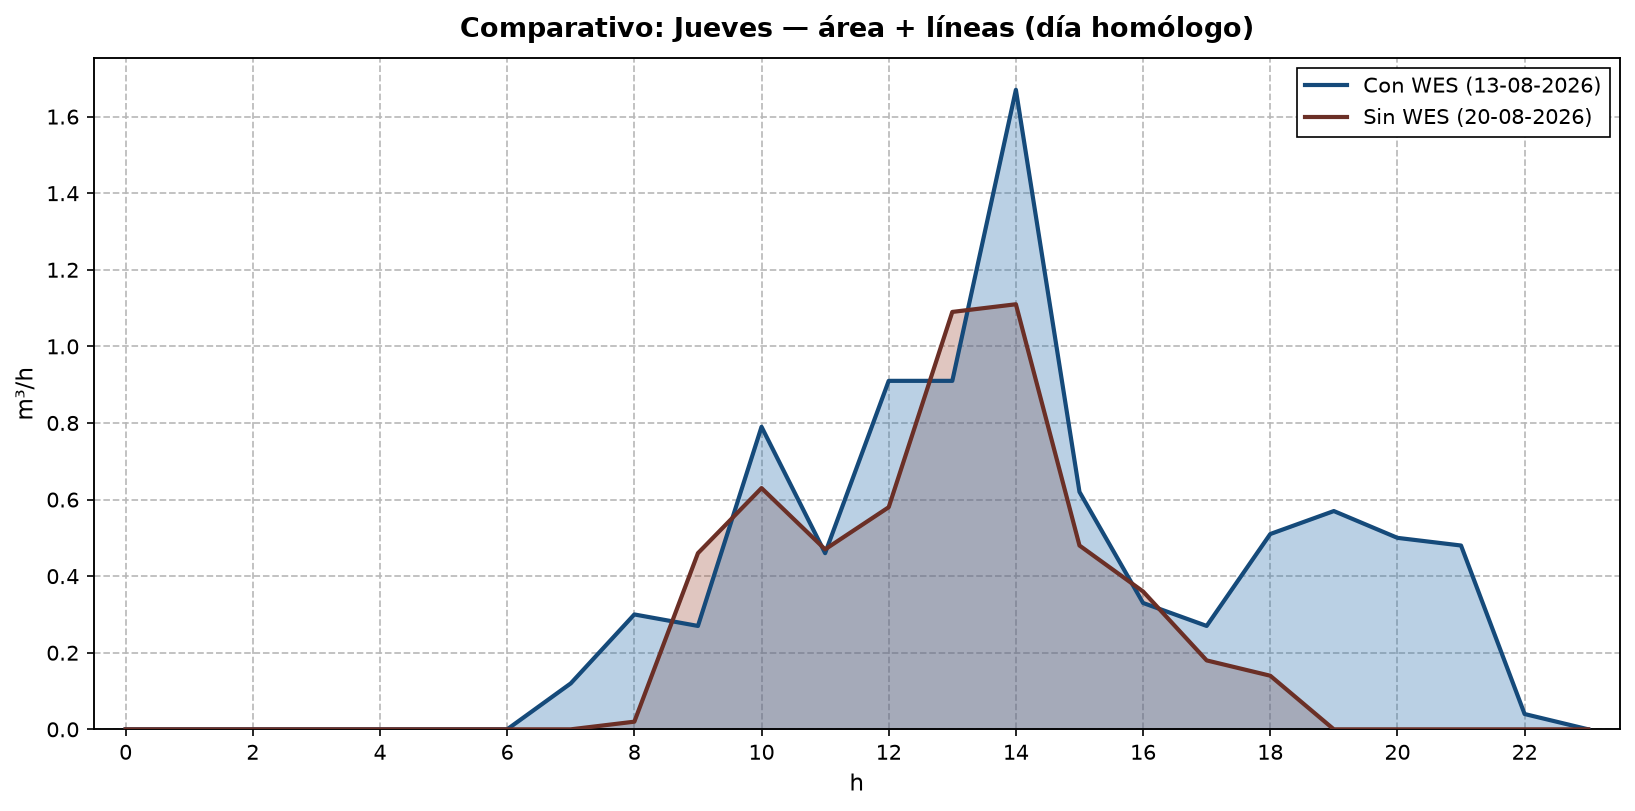 Comparativo: Jueves — área + líneas (día homólogo)
Con WES (13-08-2026)
Sin WES (20-08-2026)
m³/h
1.6
1.4
1.2
1.0
0.8
0.6
0.4
0.2
0.0
0 2 4 6 8 10 12 14 16 18 20 22
h